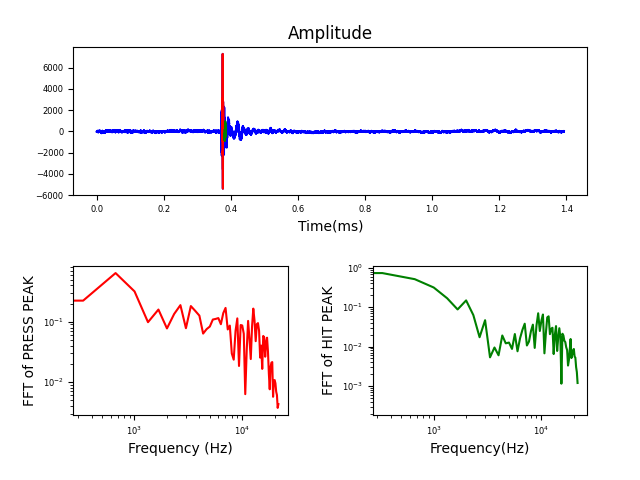 Amplitude
6000
4000
2000
0
−2000
−4000
−6000
0.0 0.2 0.4 0.6 0.8 1.0 1.2 1.4
Time(ms)
FFT of PRESS PEAK
10⁻¹
10⁻²
10³ 10⁴
Frequency (Hz)
FFT of HIT PEAK
10⁰
10⁻¹
10⁻²
10⁻³
10³ 10⁴
Frequency(Hz)